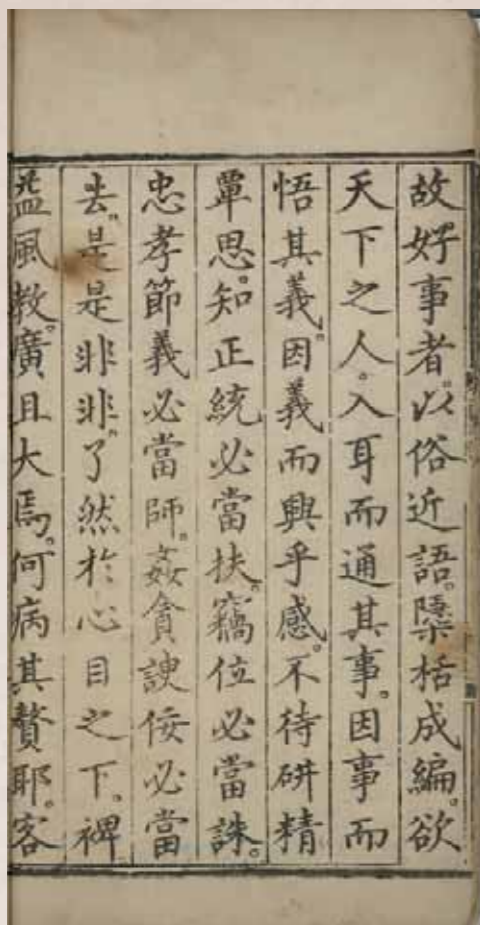 故好事者。以俗近語。檃栝成編。欲
天下之人。入耳而通其事。因事而
悟其義。因義而興乎感。不待硏精
覃思。知正統必當扶。竊位必當誅。
忠孝節義必當師。姦貪諛佞必當
去。是是非非。了然於心目之下。裨
益風教。廣且大焉。何病其贅耶。客